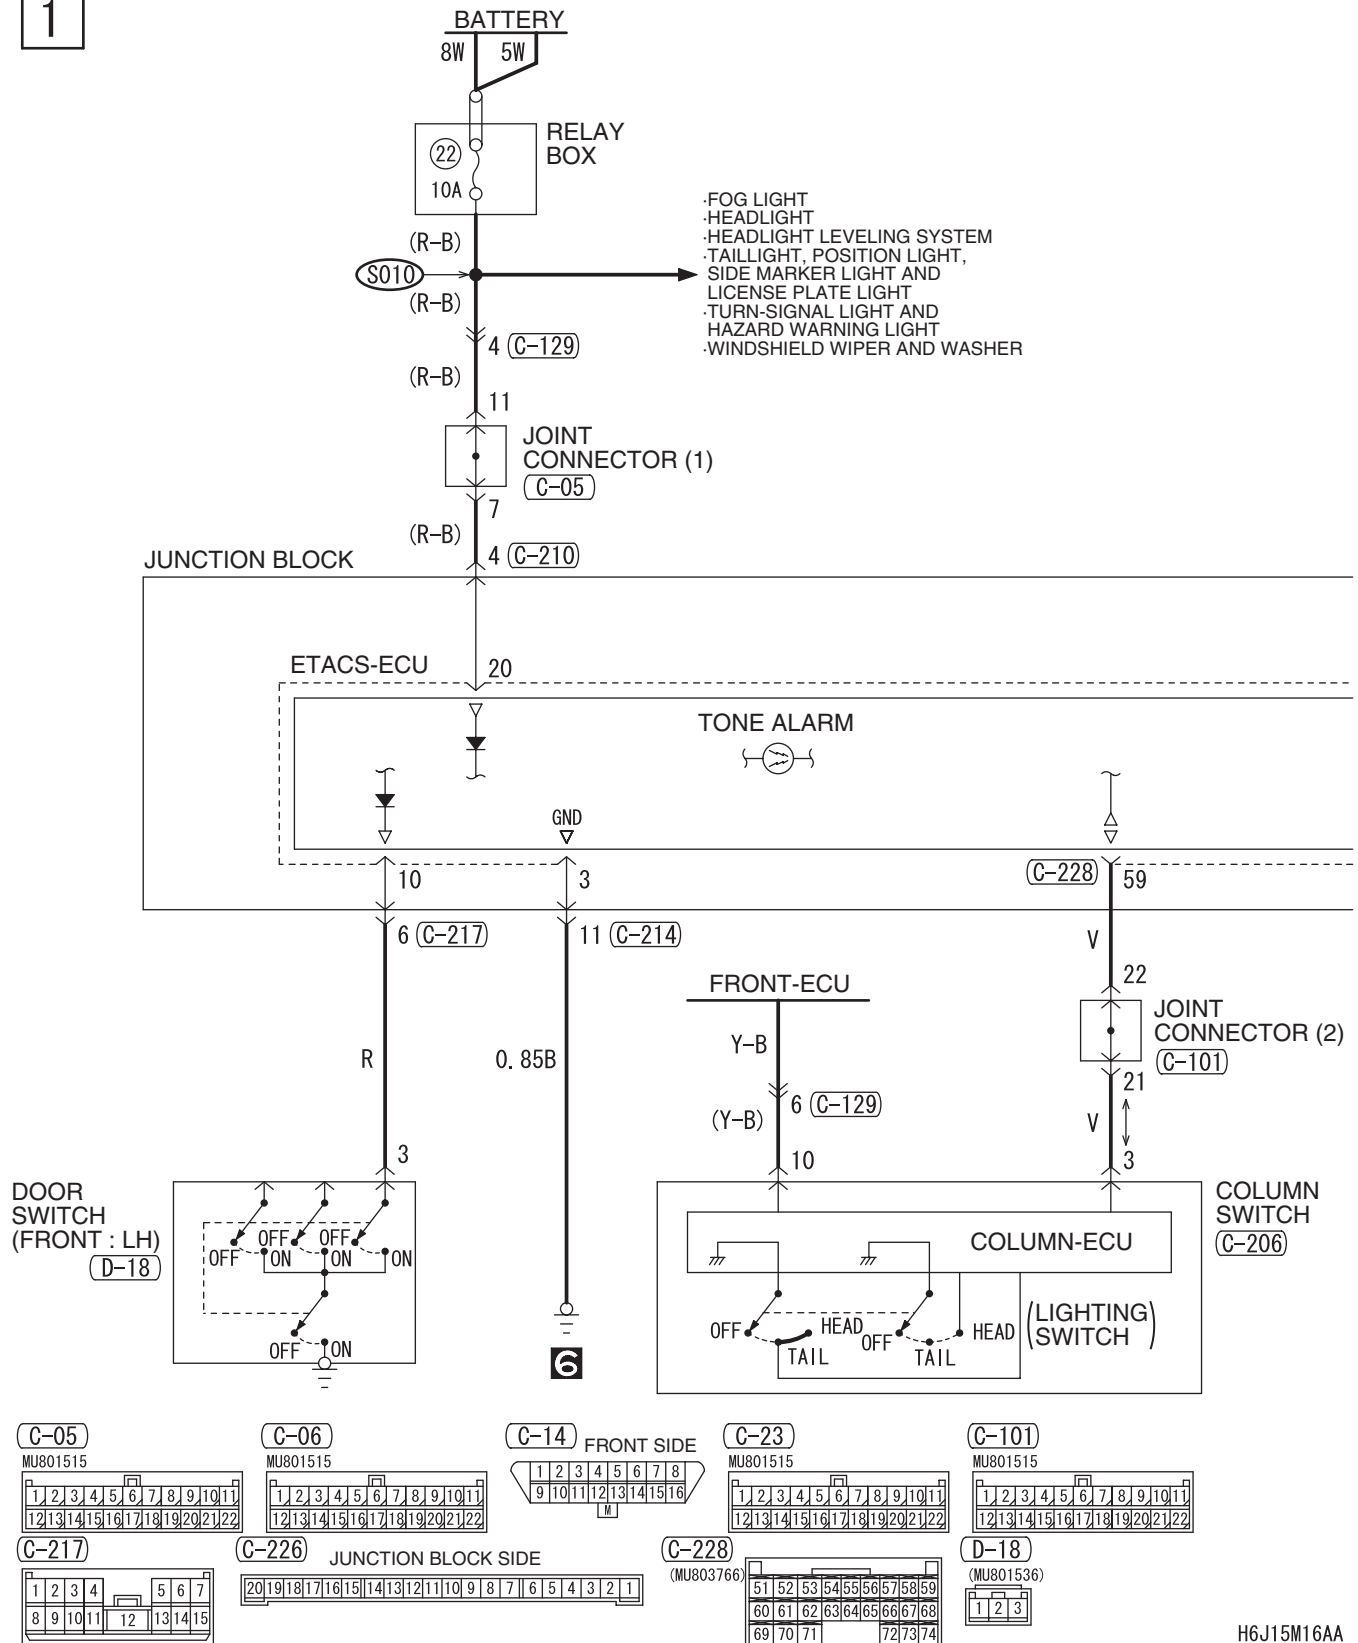 1
BATTERY
8W 5W
RELAY
BOX
22
10A
·FOG LIGHT
·HEADLIGHT
·HEADLIGHT LEVELING SYSTEM
·TAILLIGHT, POSITION LIGHT,
SIDE MARKER LIGHT AND
LICENSE PLATE LIGHT
·TURN-SIGNAL LIGHT AND
HAZARD WARNING LIGHT
·WINDSHIELD WIPER AND WASHER
(R-B)
S010
(R-B)
4 C-129
(R-B)
11
JOINT
CONNECTOR (1)
C-05
7
(R-B)
4 C-210
JUNCTION BLOCK
ETACS-ECU 20
TONE ALARM
GND
10 3 C-228 59
6 C-217 11 C-214
V
22
FRONT-ECU
JOINT
CONNECTOR (2)
C-101
R 0.85B Y-B
6 C-129
(Y-B)
21
V
3 10 3
DOOR
SWITCH
(FRONT : LH)
D-18
OFF OFF ON OFF ON ON
OFF ON
6
COLUMN
SWITCH
C-206
COLUMN-ECU
OFF HEAD TAIL
OFF HEAD TAIL
(LIGHTING
SWITCH)
C-05 C-06 C-14 FRONT SIDE C-23 C-101
MU801515 MU801515 MU801515 MU801515
1 2 3 4 5 6 7 8 9 10 11
12 13 14 15 16 17 18 19 20 21 22
1 2 3 4 5 6 7 8 9 10 11
12 13 14 15 16 17 18 19 20 21 22
1 2 3 4 5 6 7 8
9 10 11 12 13 14 15 16
M
1 2 3 4 5 6 7 8 9 10 11
12 13 14 15 16 17 18 19 20 21 22
1 2 3 4 5 6 7 8 9 10 11
12 13 14 15 16 17 18 19 20 21 22
C-217 C-226 JUNCTION BLOCK SIDE C-228 D-18
(MU803766) (MU801536)
1 2 3 4 5 6 7
8 9 10 11 12 13 14 15
20 19 18 17 16 15 14 13 12 11 10 9 8 7 6 5 4 3 2 1
51 52 53 54 55 56 57 58 59
60 61 62 63 64 65 66 67 68
69 70 71 72 73 74
1 2 3
H6J15M16AA